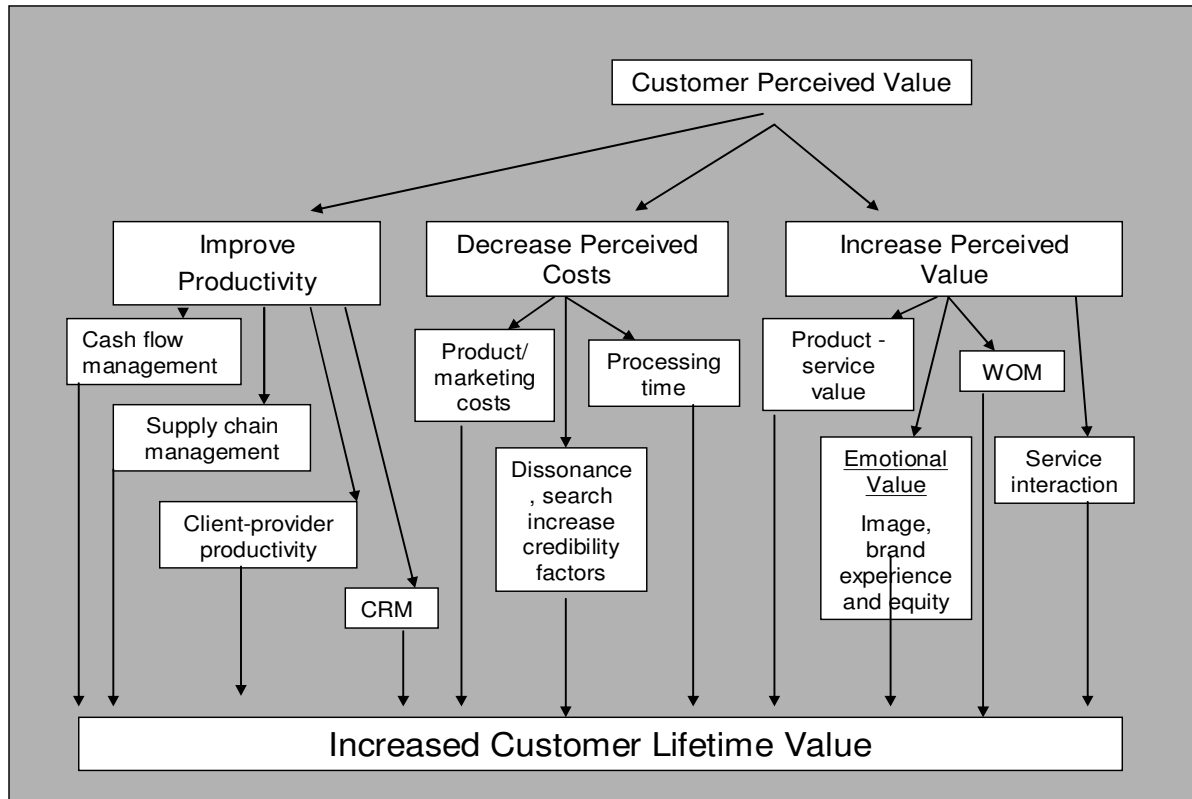 Customer Perceived Value
Improve
Productivity
Decrease Perceived
Costs
Increase Perceived
Value
Cash flow
management
Product/
marketing
costs
Processing
time
Product -
service
value
WOM
Supply chain
management
Dissonance
, search
increase
credibility
factors
Emotional
Value
Image,
brand
experience
and equity
Service
interaction
Client-provider
productivity
CRM
Increased Customer Lifetime Value